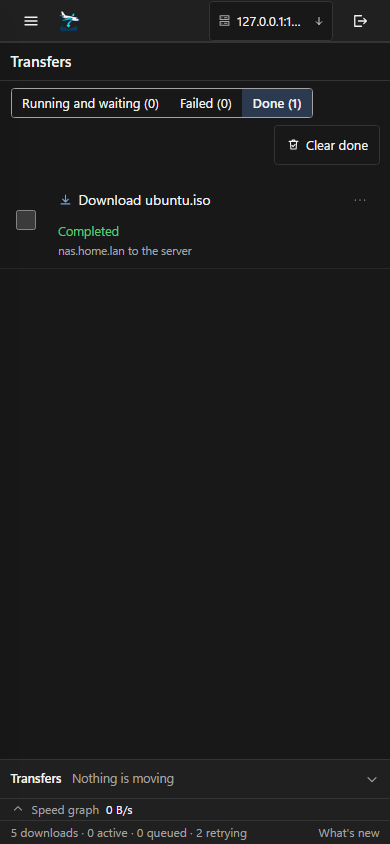 127.0.0.1:1...
Transfers
Running and waiting (0) Failed (0) Done (1)
Clear done
Download ubuntu.iso
Completed
nas.home.lan to the server
Transfers Nothing is moving
Speed graph 0 B/s
5 downloads · 0 active · 0 queued · 2 retrying What's new